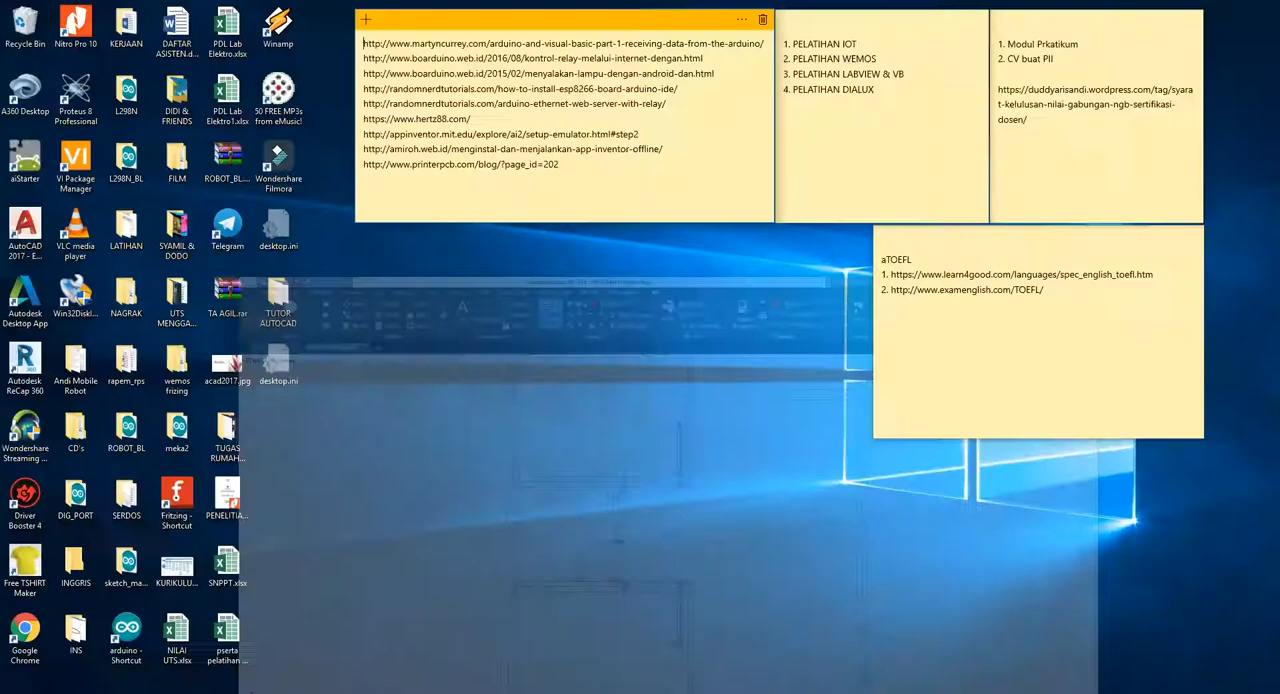 Recycle Bin
Nitro Pro 10
KERJAAN
DAFTAR
ASISTEN.d...
PDL Lab
Elektro.xlsx
Winamp
A360 Desktop
Proteus 8
Professional
L298N
DIDI &
FRIENDS
PDL Lab
Elektro1.xlsx
50 FREE MP3s
from eMusic!
aiStarter
VI Package
Manager
L298N_BL
FILM
ROBOT_BL....
Wondershare
Filmora
AutoCAD
2017 - E...
VLC media
player
LATIHAN
SYAMIL &
DODO
Telegram
desktop.ini
Autodesk
Desktop App
Win32Diskl...
NAGRAK
UTS
MENGGA...
TA AGIL.rar
TUTOR
AUTOCAD
Autodesk
ReCap 360
Andi Mobile
Robot
rapem_rps
wemos
frizing
acad2017.jpg
desktop.ini
Wondershare
Streaming ...
CD's
ROBOT_BL
meka2
TUGAS
RUMAH...
Driver
Booster 4
DIG_PORT
SERDOS
Fritzing -
Shortcut
PENELITIA...
Free TSHIRT
Maker
INGGRIS
sketch_ma...
KURIKULU...
SNPPT.xlsx
Google
Chrome
INS
arduino -
Shortcut
NILAI
UTS.xlsx
pserta
pelatihan ...
http://www.martyncurrey.com/arduino-and-visual-basic-part-1-receiving-data-from-the-arduino/
http://www.boarduino.web.id/2016/08/kontrol-relay-melalui-internet-dengan.html
http://www.boarduino.web.id/2015/02/menyalakan-lampu-dengan-android-dan.html
http://randomnerdtutorials.com/how-to-install-esp8266-board-arduino-ide/
http://randomnerdtutorials.com/arduino-ethernet-web-server-with-relay/
https://www.hertz88.com/
http://appinventor.mit.edu/explore/ai2/setup-emulator.html#step2
http://amiroh.web.id/menginstal-dan-menjalankan-app-inventor-offline/
http://www.printerpcb.com/blog/?page_id=202
1. PELATIHAN IOT
2. PELATIHAN WEMOS
3. PELATIHAN LABVIEW & VB
4. PELATIHAN DIALUX
1. Modul Prkatikum
2. CV buat PII
https://duddyarisandi.wordpress.com/tag/syara
t-kelulusan-nilai-gabungan-ngb-sertifikasi-
dosen/
aTOEFL
1. https://www.learn4good.com/languages/spec_english_toefl.htm
2. http://www.examenglish.com/TOEFL/